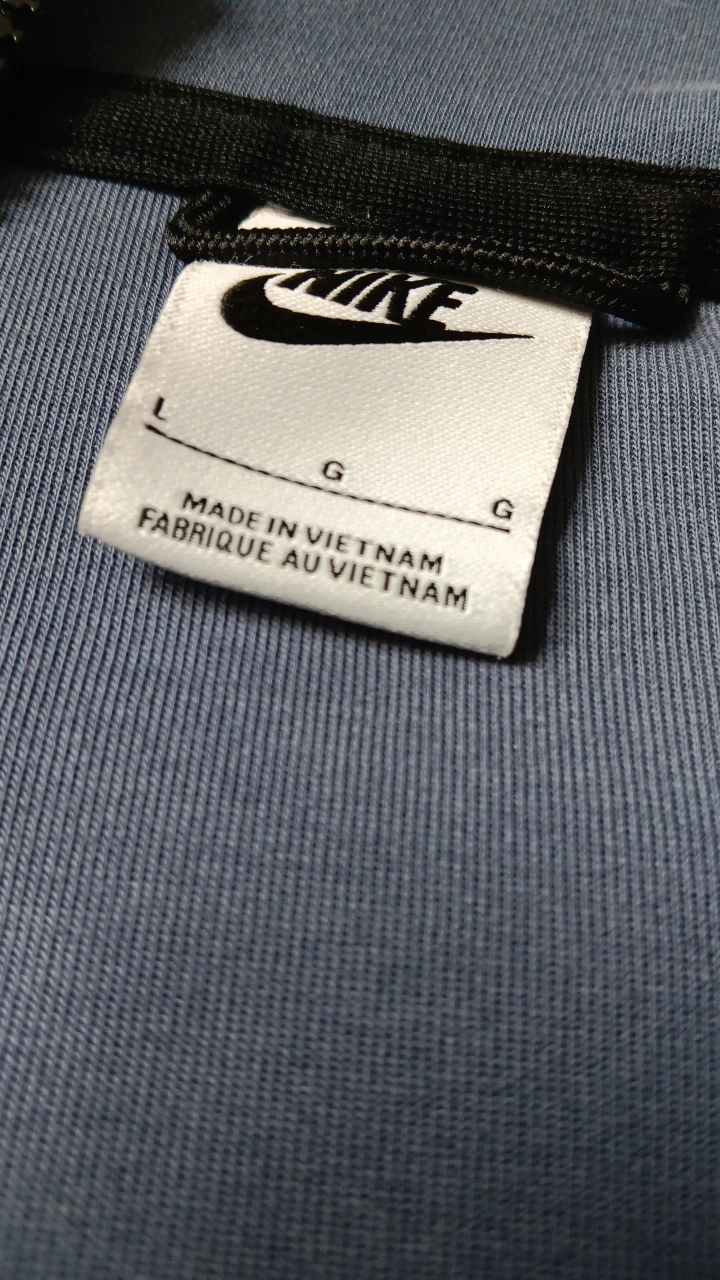 NIKE
L G G
MADE IN VIETNAM
FABRIQUE AU VIETNAM